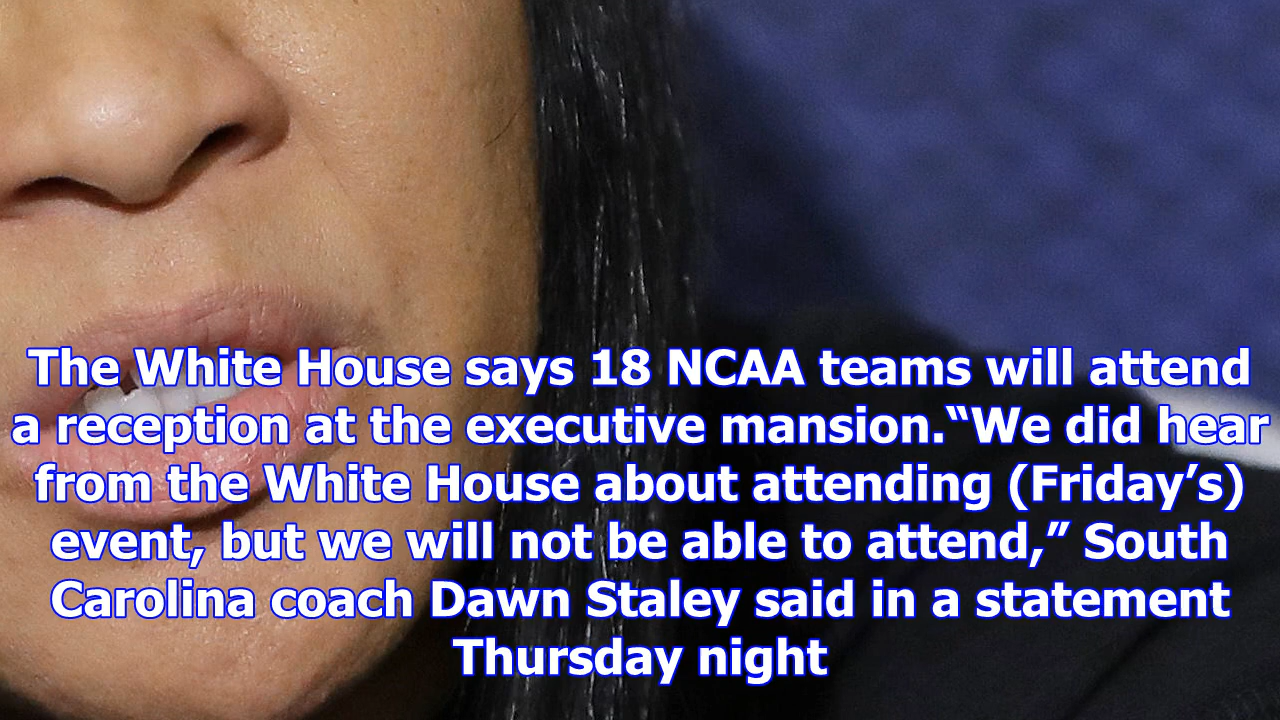 The White House says 18 NCAA teams will attend
a reception at the executive mansion.“We did hear
from the White House about attending (Friday’s)
event, but we will not be able to attend,” South
Carolina coach Dawn Staley said in a statement
Thursday night